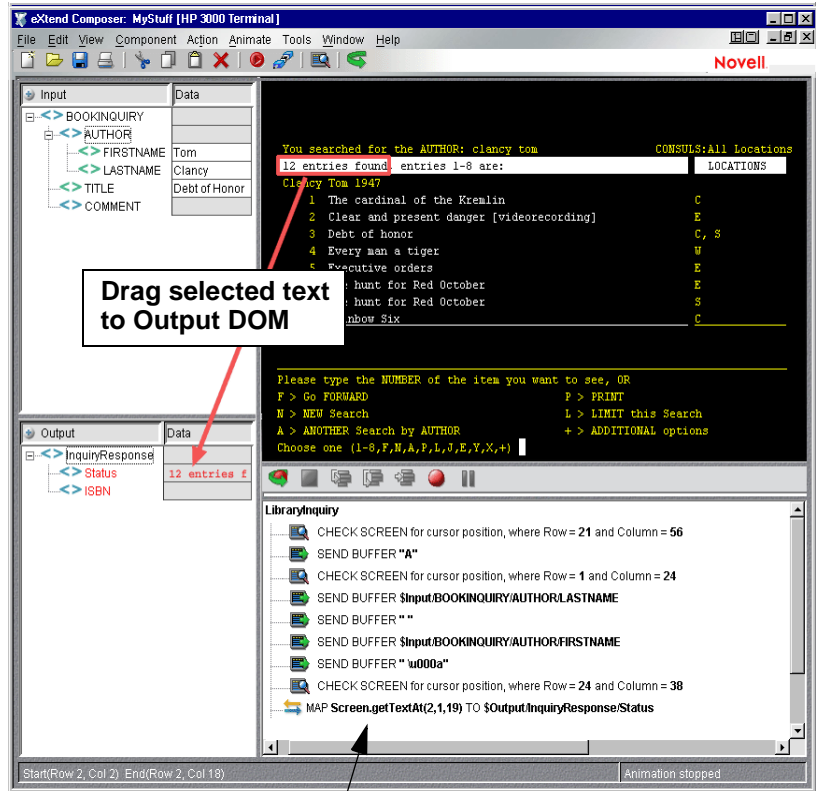 eXtend Composer: MyStuff [HP 3000 Terminal]
File Edit View Component Action Animate Tools Window Help
Novell
Input Data
BOOKINQUIRY
AUTHOR
FIRSTNAME Tom
LASTNAME Clancy
TITLE Debt of Honor
COMMENT
You searched for the AUTHOR: clancy tom CONSULS:All Locations
12 entries found, entries 1-8 are: LOCATIONS
Clancy Tom 1947
1 The cardinal of the Kremlin C
2 Clear and present danger [videorecording] E
3 Debt of honor C, S
4 Every man a tiger W
5 Executive orders E
hunt for Red October E
hunt for Red October S
nbow Six C
Drag selected text
to Output DOM
Please type the NUMBER of the item you want to see, OR
F > Go FORWARD P > PRINT
N > NEW Search L > LIMIT this Search
A > ANOTHER Search by AUTHOR + > ADDITIONAL options
Choose one (1-8,F,N,A,P,L,J,E,Y,X,+)
Output Data
InquiryResponse
Status 12 entries f
ISBN
LibraryInquiry
CHECK SCREEN for cursor position, where Row = 21 and Column = 56
SEND BUFFER "A"
CHECK SCREEN for cursor position, where Row = 1 and Column = 24
SEND BUFFER $Input/BOOKINQUIRY/AUTHOR/LASTNAME
SEND BUFFER " "
SEND BUFFER $Input/BOOKINQUIRY/AUTHOR/FIRSTNAME
SEND BUFFER " \u000a"
CHECK SCREEN for cursor position, where Row = 24 and Column = 38
MAP Screen.getTextAt(2,1,19) TO $Output/InquiryResponse/Status
Start(Row 2, Col 2) End(Row 2, Col 18) Animation stopped